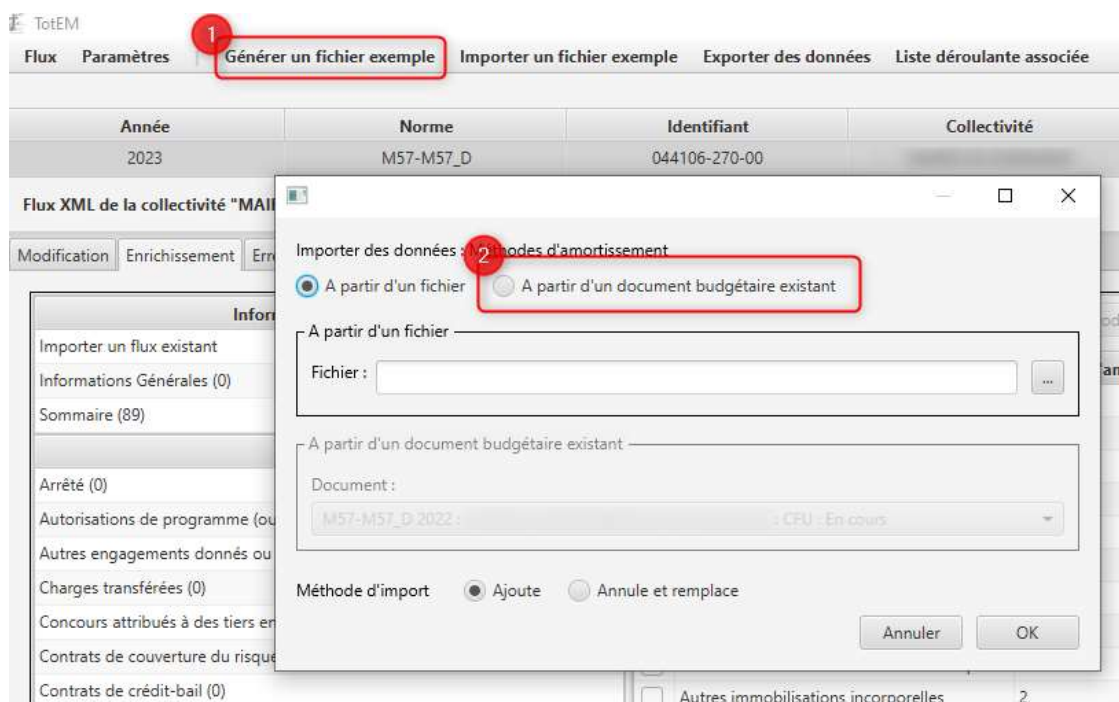 TotEM
1
Flux Paramètres Générer un fichier exemple Importer un fichier exemple Exporter des données Liste déroulante associée
Année Norme Identifiant Collectivité
2023 M57-M57_D 044106-270-00
Flux XML de la collectivité "MAI
Modification Enrichissement Err
Importer des données : Méthodes d'amortissement
2
A partir d'un fichier A partir d'un document budgétaire existant
Infor
A partir d'un fichier
Importer un flux existant
Fichier : ...
Informations Générales (0)
Sommaire (89)
A partir d'un document budgétaire existant
Arrêté (0)
Document :
Autorisations de programme (ou
M57-M57_D 2022 : : CFU : En cours
Autres engagements donnés ou
Charges transférées (0)
Méthode d'import Ajoute Annule et remplace
Concours attribués à des tiers en
Annuler OK
Contrats de couverture du risque
Contrats de crédit-bail (0)
Autres immobilisations incorporelles 2